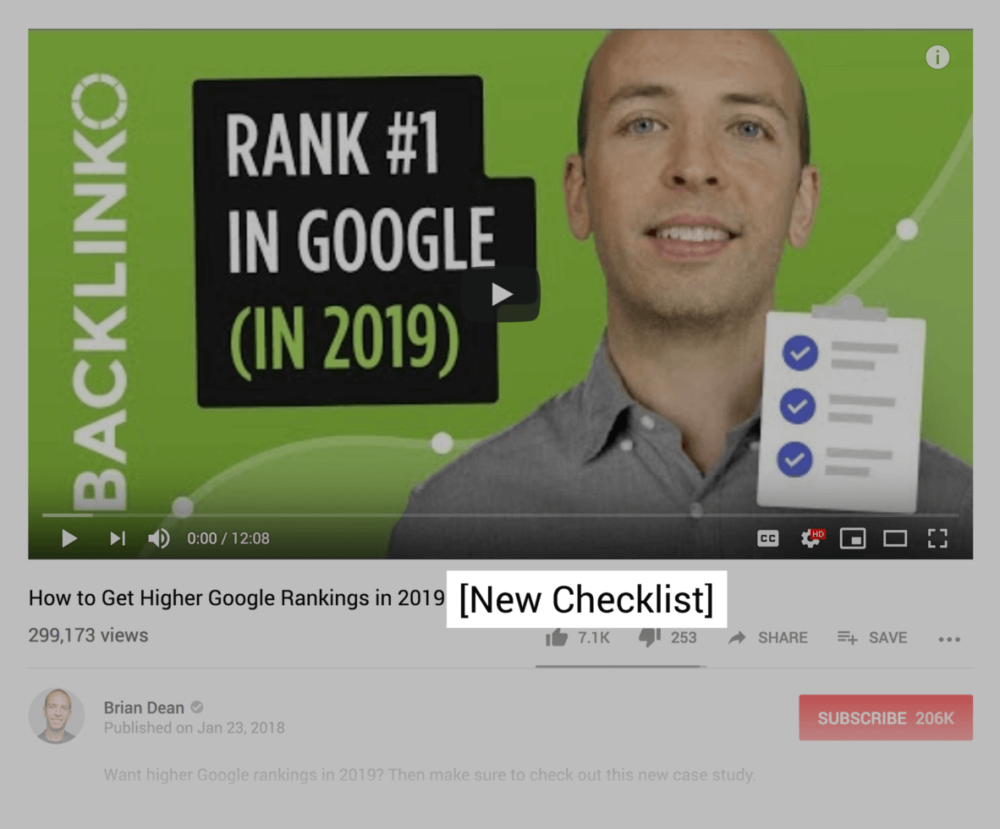 BACKLINKO
RANK #1
IN GOOGLE
(IN 2019)
i
0:00 / 12:08
CC
HD
How to Get Higher Google Rankings in 2019 [New Checklist]
299,173 views
7.1K 253 SHARE SAVE
Brian Dean
Published on Jan 23, 2018
SUBSCRIBE 206K
Want higher Google rankings in 2019? Then make sure to check out this new case study.